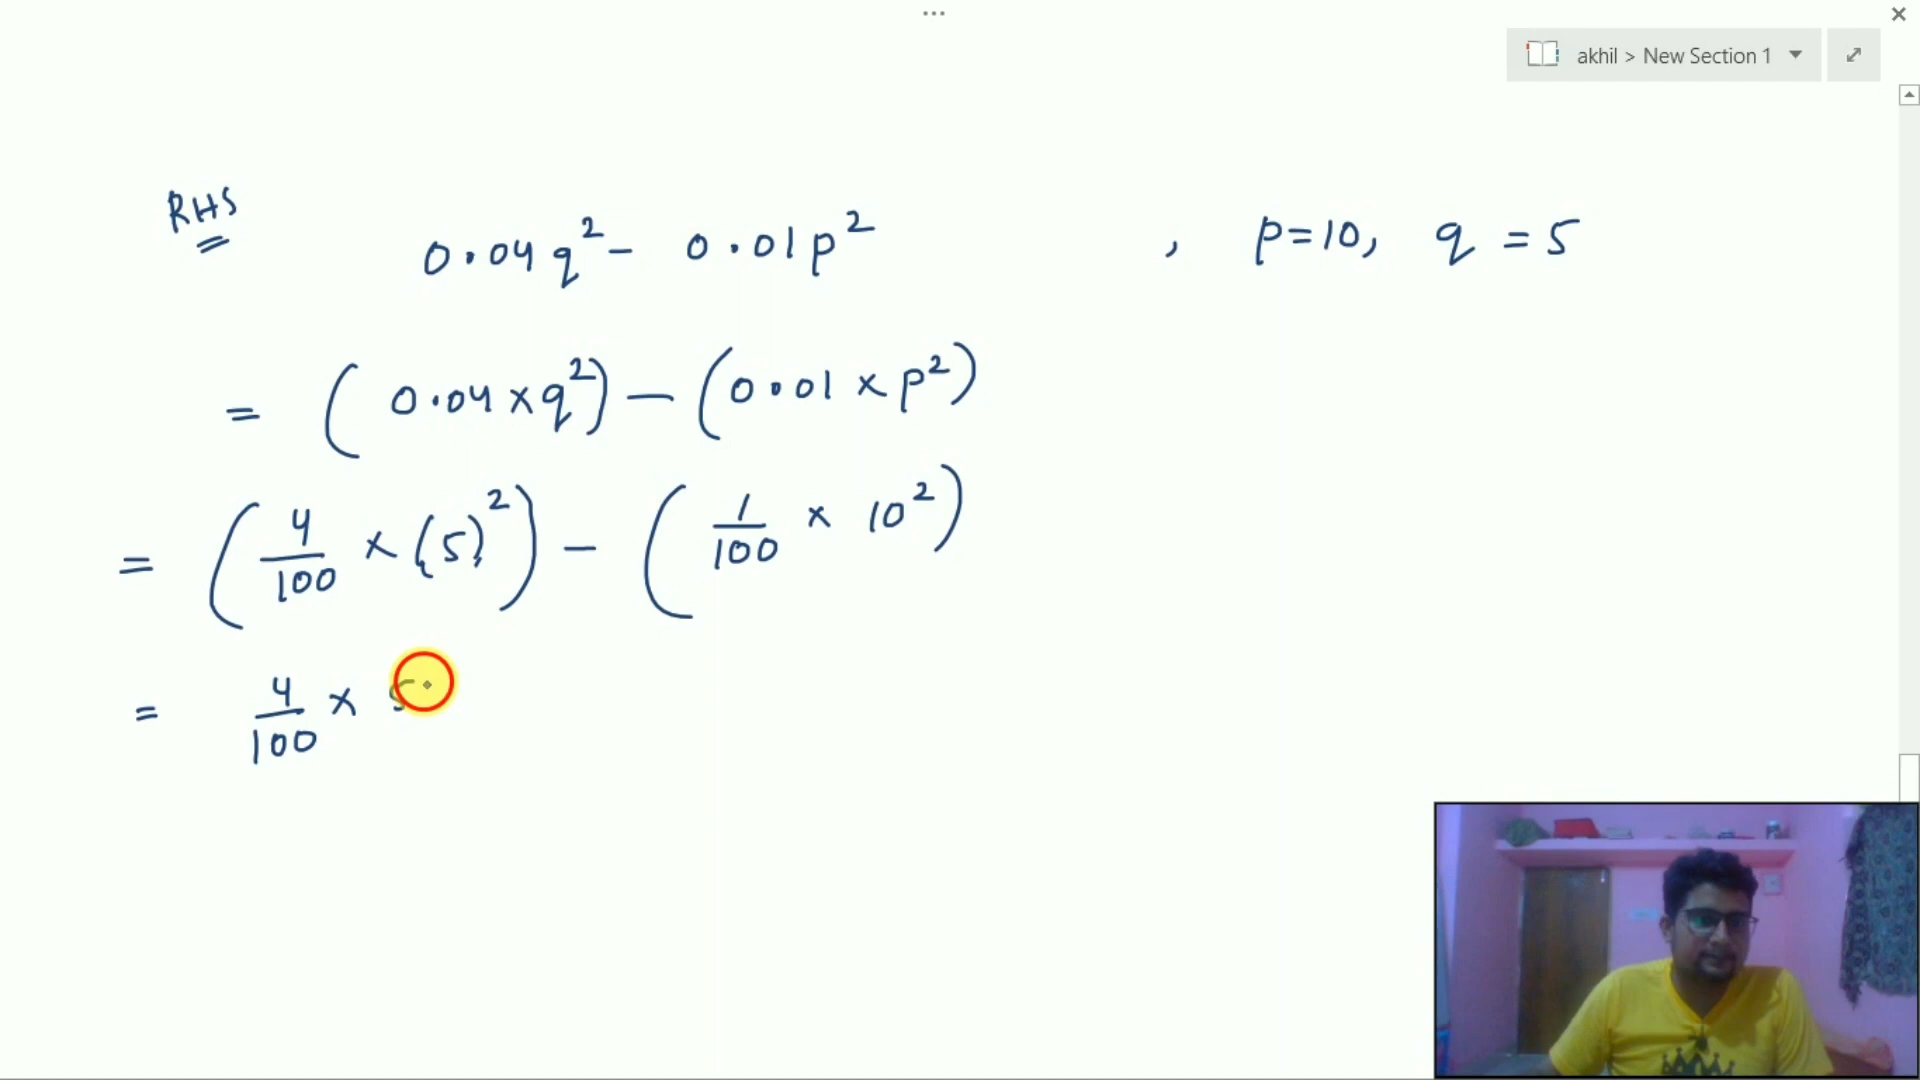 ...
akhil > New Section 1
RHS
0.04 q² - 0.01 p² , p=10, q = 5
= (0.04 × q²) - (0.01 × p²)
= (4/100 × (5)²) - (1/100 × 10²)
= 4/100 × 5